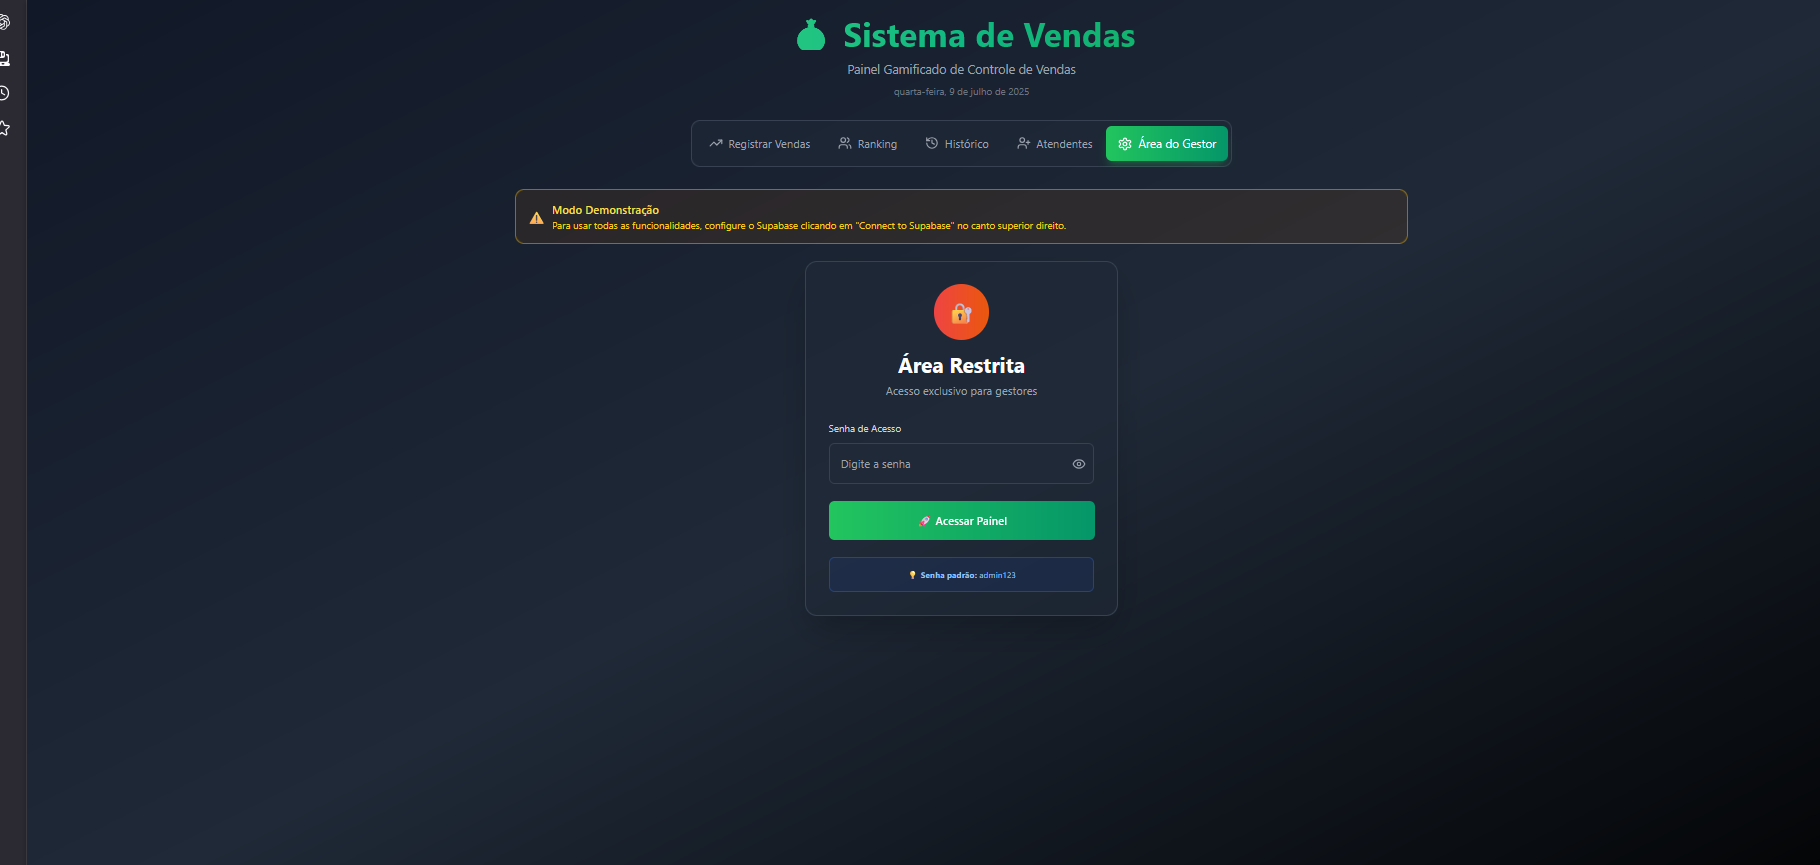 Sistema de Vendas
Painel Gamificado de Controle de Vendas
quarta-feira, 9 de julho de 2025
Registrar Vendas
Ranking
Histórico
Atendentes
Área do Gestor
Modo Demonstração
Para usar todas as funcionalidades, configure o Supabase clicando em "Connect to Supabase" no canto superior direito.
Área Restrita
Acesso exclusivo para gestores
Senha de Acesso
Digite a senha
Acessar Painel
Senha padrão: admin123